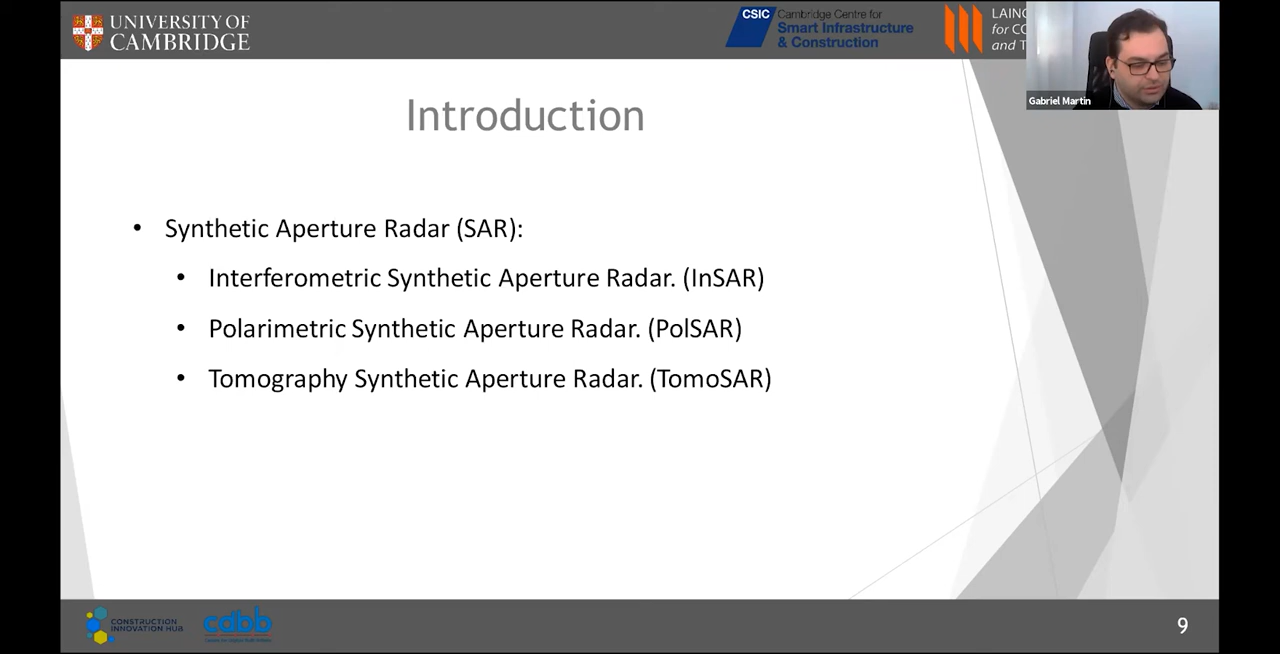 UNIVERSITY OF
CAMBRIDGE
CSIC
Cambridge Centre for
Smart Infrastructure
& Construction
for
and
Gabriel Martin
Introduction
• Synthetic Aperture Radar (SAR):
• Interferometric Synthetic Aperture Radar. (InSAR)
• Polarimetric Synthetic Aperture Radar. (PolSAR)
• Tomography Synthetic Aperture Radar. (TomoSAR)
CONSTRUCTION
INNOVATION HUB
cdbb
9